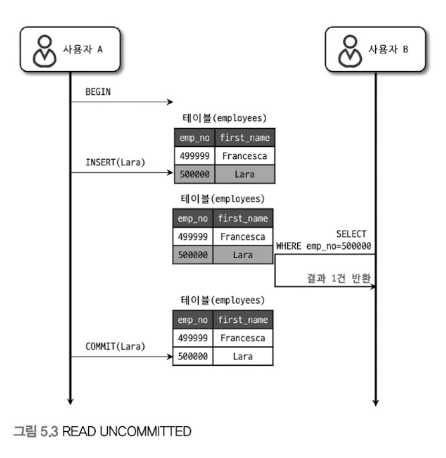 사용자 A
사용자 B
BEGIN
테이블(employees)
emp_no first_name
499999 Francesca
INSERT(Lara)
500000 Lara
테이블(employees)
emp_no first_name
499999 Francesca
500000 Lara
SELECT
WHERE emp_no=500000
결과 1건 반환
테이블(employees)
emp_no first_name
499999 Francesca
COMMIT(Lara)
500000 Lara
그림 5.3 READ UNCOMMITTED